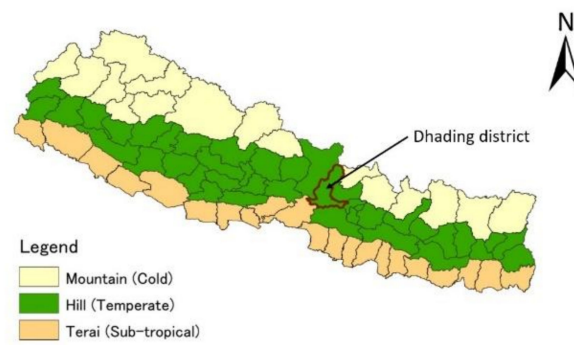 N
Dhading district
Legend
Mountain (Cold)
Hill (Temperate)
Terai (Sub-tropical)